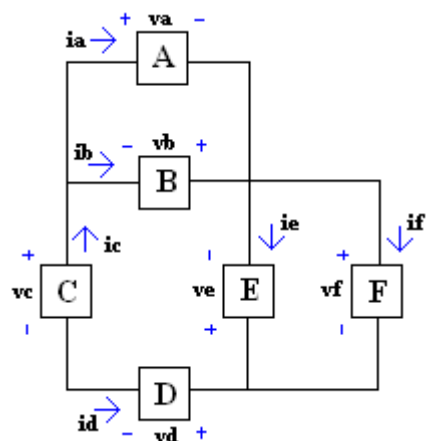 ia + va -
A
ib - vb +
B
ic ie if
+ - +
vc C ve E vf F
- + -
D
id - vd +